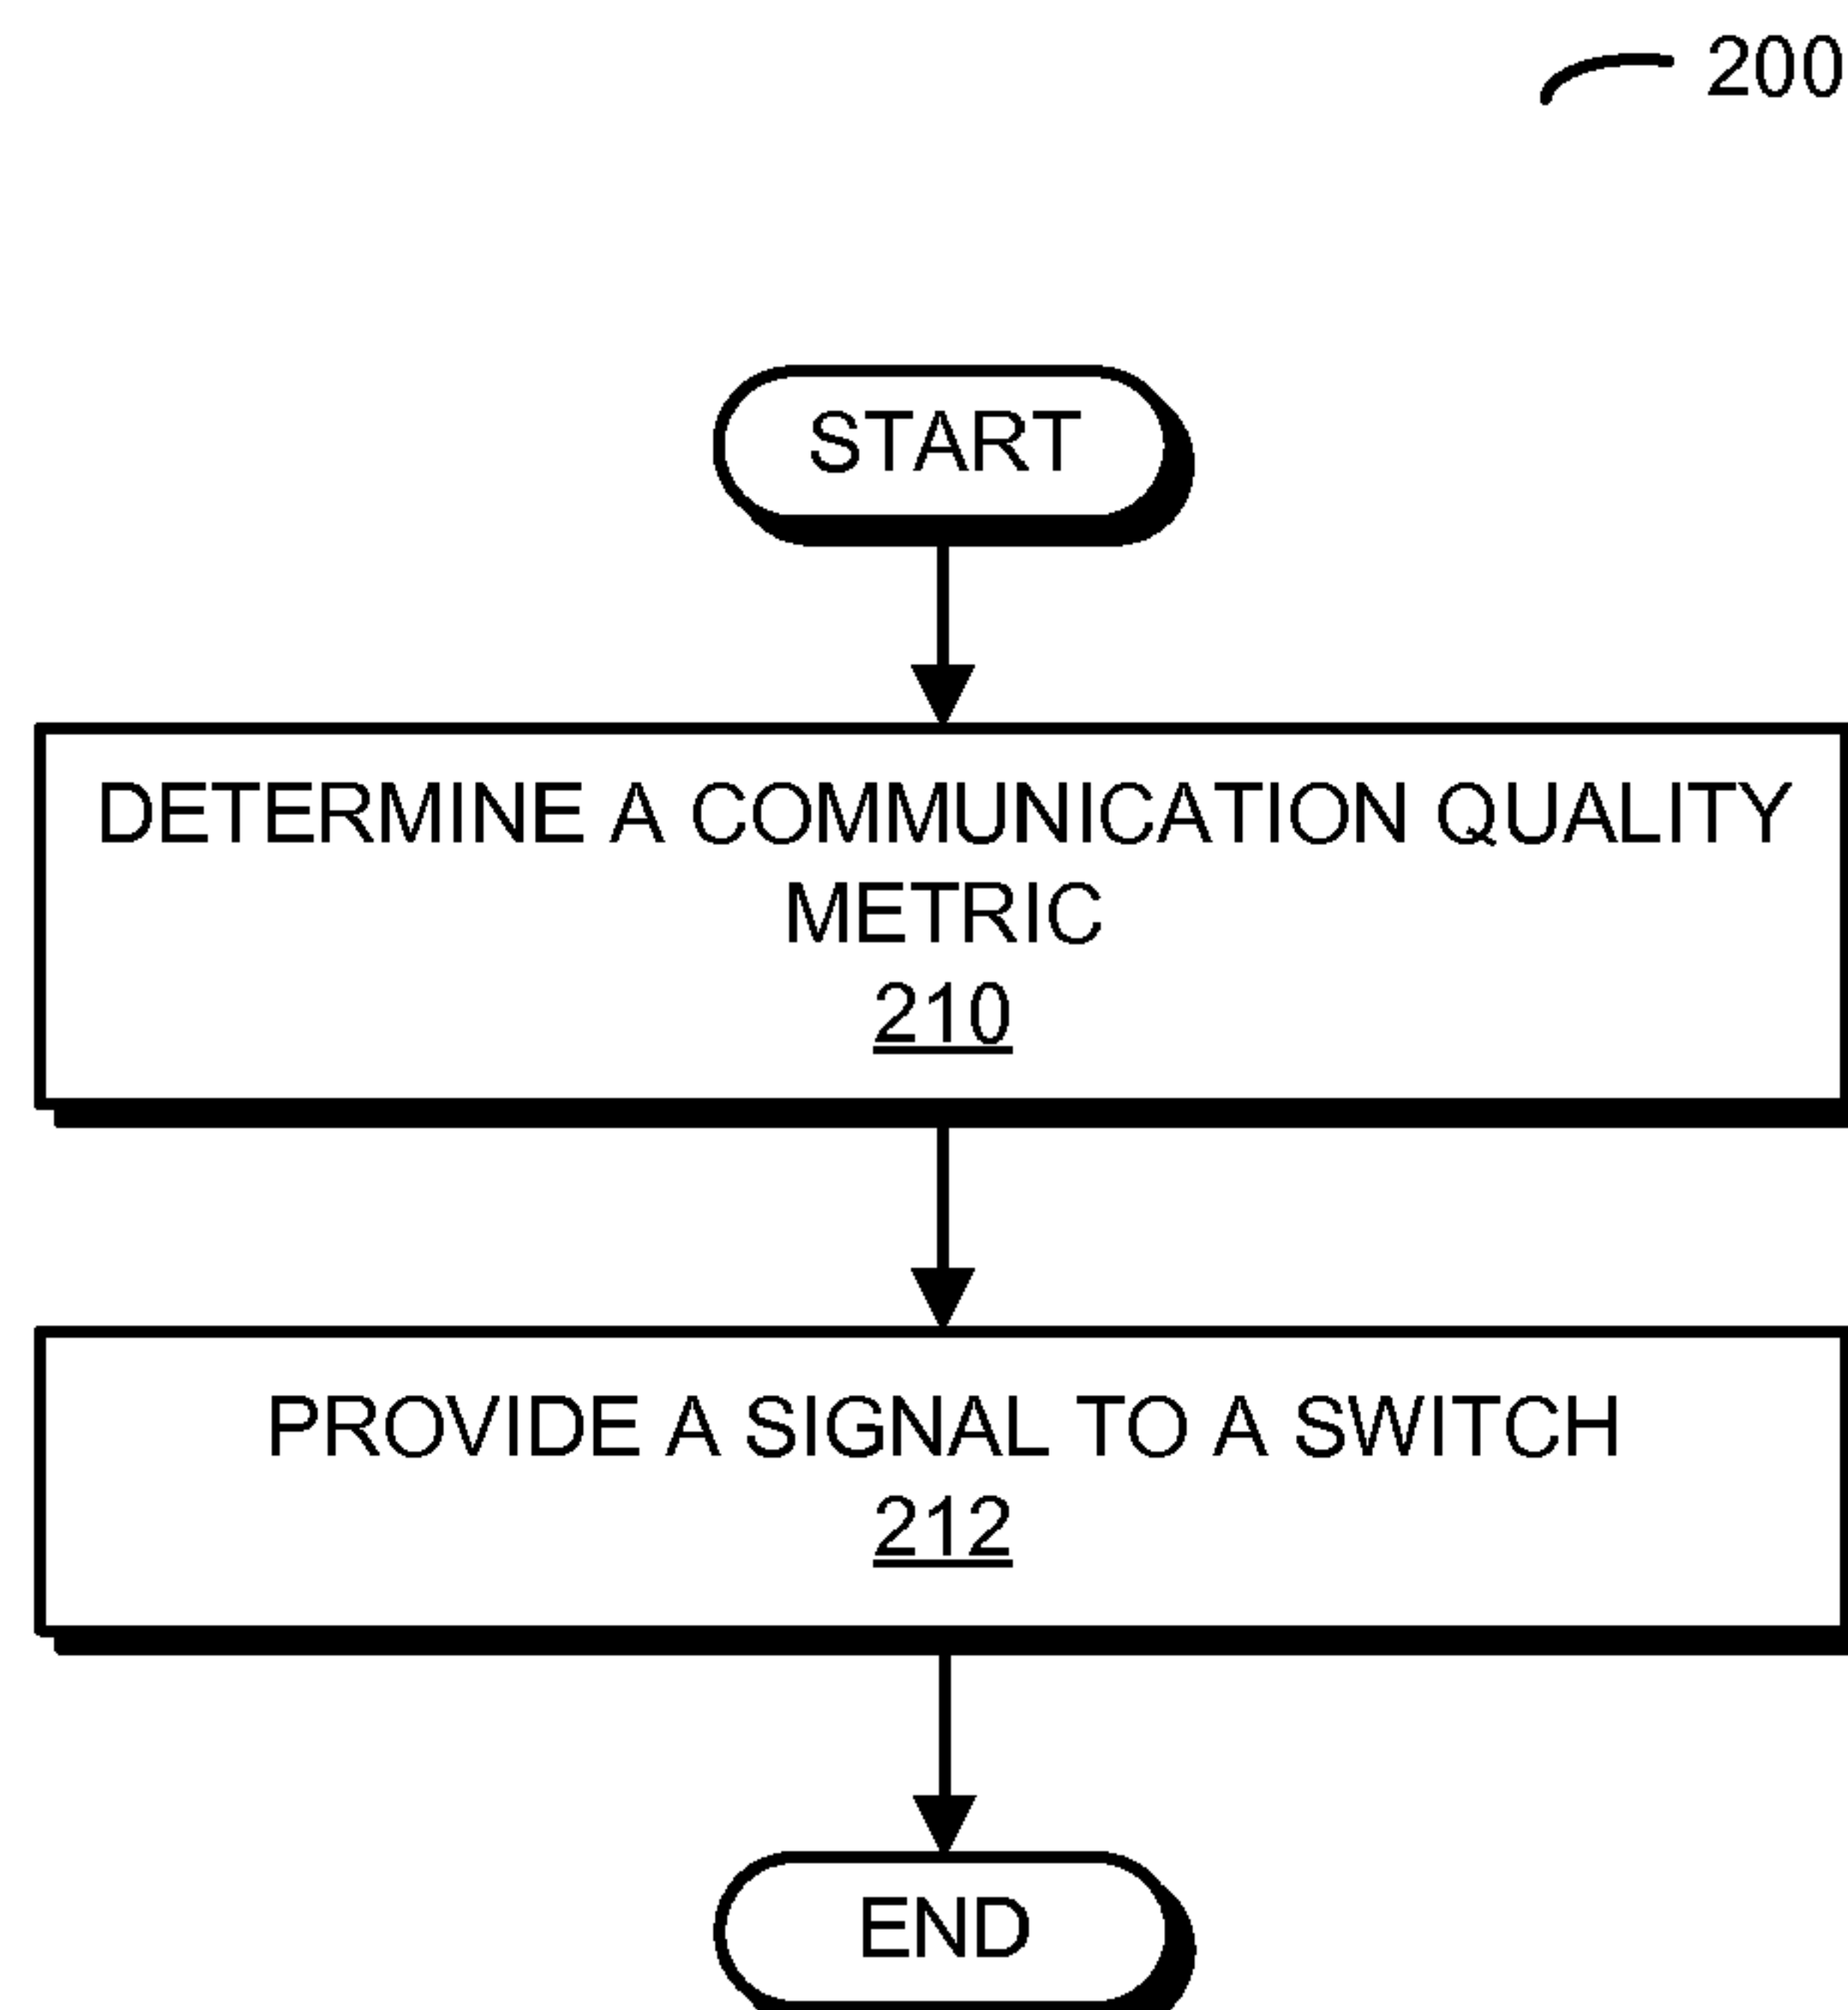 200
START
DETERMINE A COMMUNICATION QUALITY
METRIC
210
PROVIDE A SIGNAL TO A SWITCH
212
END